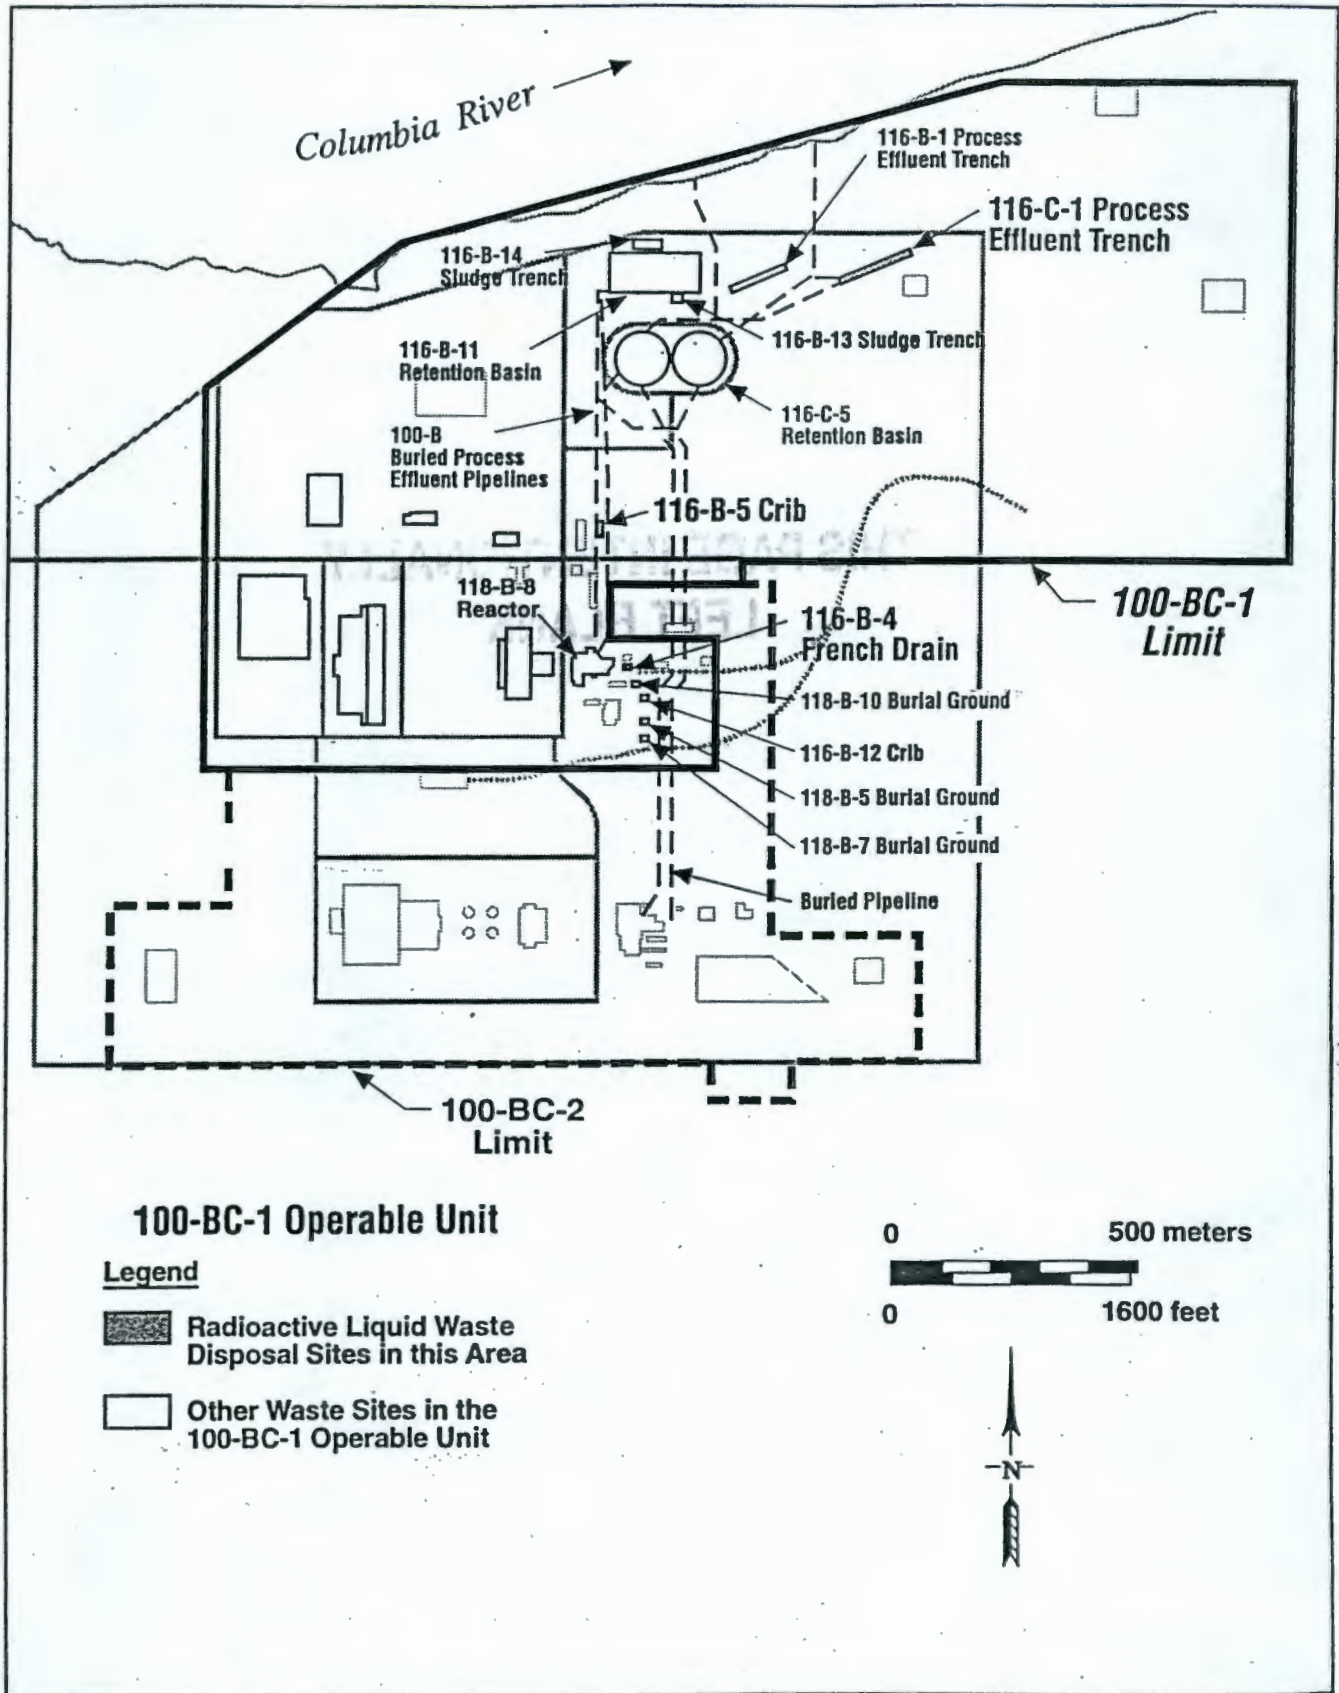 Columbia River
116-B-1 Process
Effluent Trench
116-C-1 Process
Effluent Trench
116-B-14
Sludge Trench
116-B-13 Sludge Trench
116-B-11
Retention Basin
116-C-5
Retention Basin
100-B
Buried Process
Effluent Pipelines
116-B-5 Crib
118-B-8
Reactor
100-BC-1
Limit
116-B-4
French Drain
118-B-10 Burial Ground
116-B-12 Crib
118-B-5 Burial Ground
118-B-7 Burial Ground
Buried Pipeline
100-BC-2
Limit
100-BC-1 Operable Unit
Legend
Radioactive Liquid Waste
Disposal Sites in this Area
Other Waste Sites in the
100-BC-1 Operable Unit
0 500 meters
0 1600 feet
N